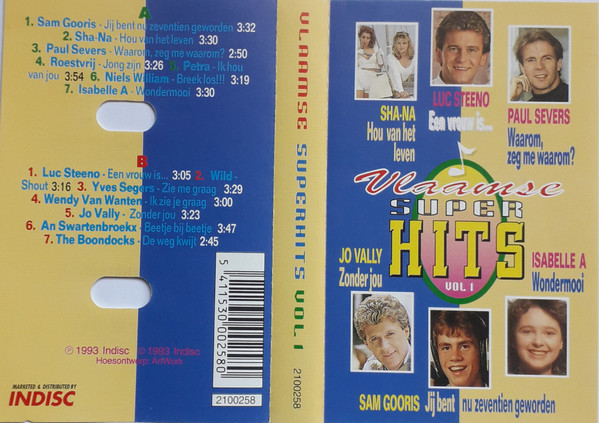 A
1. Sam Gooris - Jij bent nu zeventien geworden 3:32
2. Sha-Na - Hou van het leven 3:30
3. Paul Severs - Waarom, zeg me waarom? 2:50
4. Roestvrij - Jong zijn 3:26 5. Petra - Ik hou
van jou 3:54 6. Niels William - Breek los!!! 3:19
7. Isabelle A - Wondermooi 3:30
B
1. Luc Steeno - Een vrouw is... 3:05 2. Wild -
Shout 3:16 3. Yves Segers - Zie me graag 3:29
4. Wendy Van Wanten - Ik zie je graag 3:00
5. Jo Vally - Zonder jou 3:23
6. An Swartenbroekx - Beetje bij beetje 3:47
7. The Boondocks - De weg kwijt 2:45
5 411530 002580
℗ 1993 Indisc © 1993 Indisc
Hoesontwerp: ArtWox's
MARKETED & DISTRIBUTED BY
INDISC
2100258
VLAAMSE SUPERHITS VOL 1
2100258
SHA-NA
Hou van het
leven
LUC STEENO
Een vrouw is...
PAUL SEVERS
Waarom,
zeg me waarom?
Vlaamse
SUPER
HITS
VOL 1
JO VALLY
Zonder jou
ISABELLE A
Wondermooi
SAM GOORIS Jij bent nu zeventien geworden